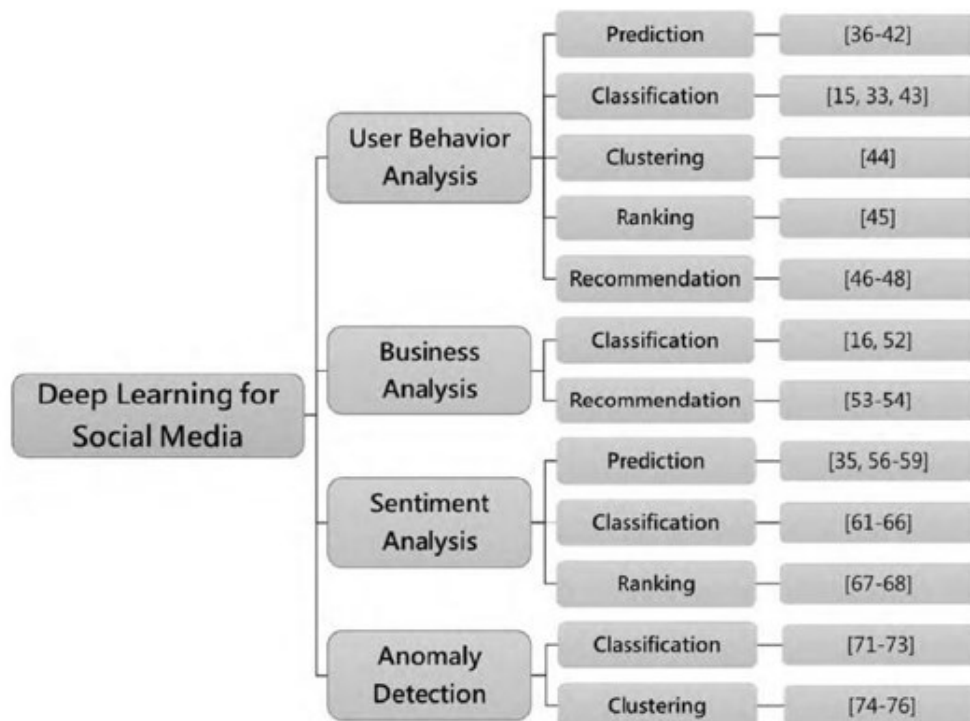 Deep Learning for
Social Media
User Behavior
Analysis
Prediction
[36-42]
Classification
[15, 33, 43]
Clustering
[44]
Ranking
[45]
Recommendation
[46-48]
Business
Analysis
Classification
[16, 52]
Recommendation
[53-54]
Sentiment
Analysis
Prediction
[35, 56-59]
Classification
[61-66]
Ranking
[67-68]
Anomaly
Detection
Classification
[71-73]
Clustering
[74-76]